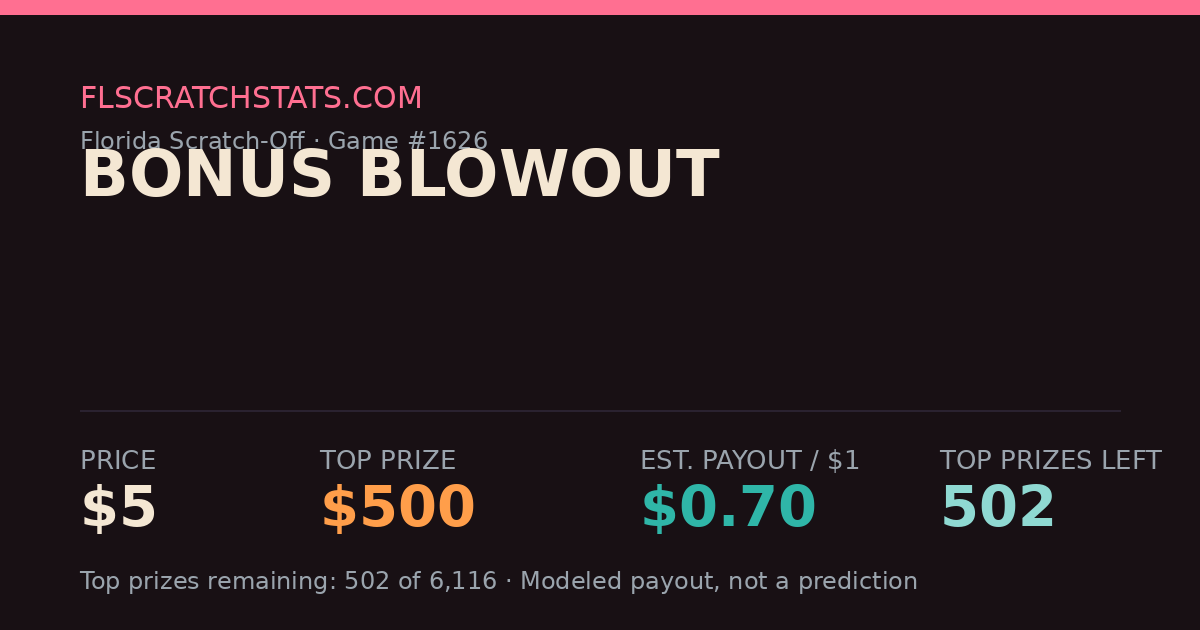 FLSCRATCHSTATS.COM
Florida Scratch-Off · Game #1626
BONUS BLOWOUT
PRICE
$5
TOP PRIZE
$500
EST. PAYOUT / $1
$0.70
TOP PRIZES LEFT
502
Top prizes remaining: 502 of 6,116 · Modeled payout, not a prediction